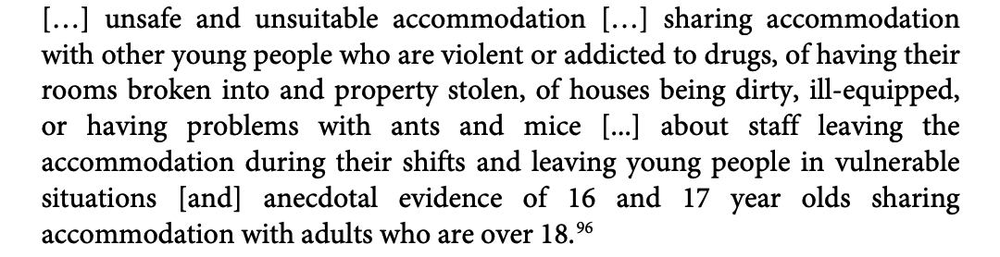 […] unsafe and unsuitable accommodation […] sharing accommodation
with other young people who are violent or addicted to drugs, of having their
rooms broken into and property stolen, of houses being dirty, ill-equipped,
or having problems with ants and mice [...] about staff leaving the
accommodation during their shifts and leaving young people in vulnerable
situations [and] anecdotal evidence of 16 and 17 year olds sharing
accommodation with adults who are over 18.⁹⁶